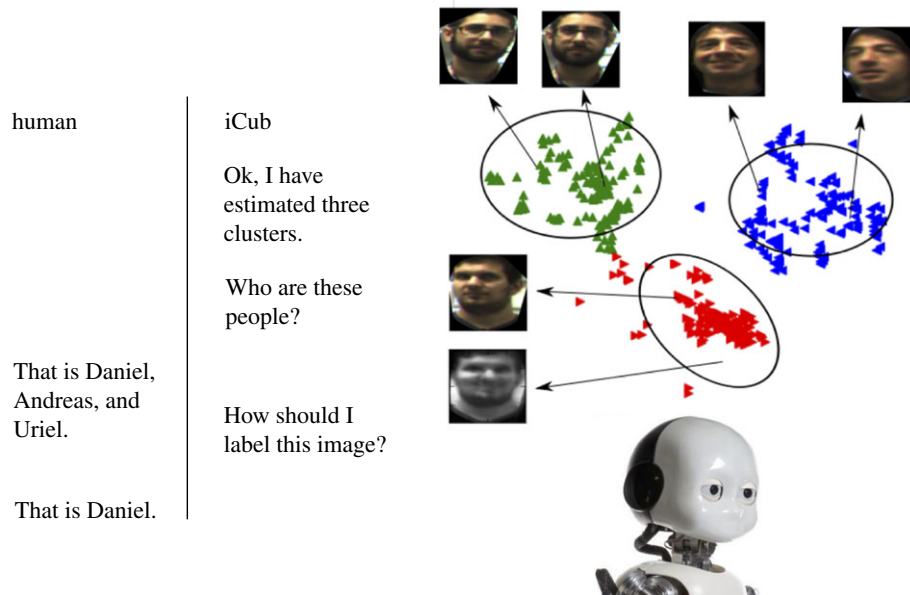 human
iCub
Ok, I have
estimated three
clusters.
Who are these
people?
That is Daniel,
Andreas, and
Uriel.
How should I
label this image?
That is Daniel.